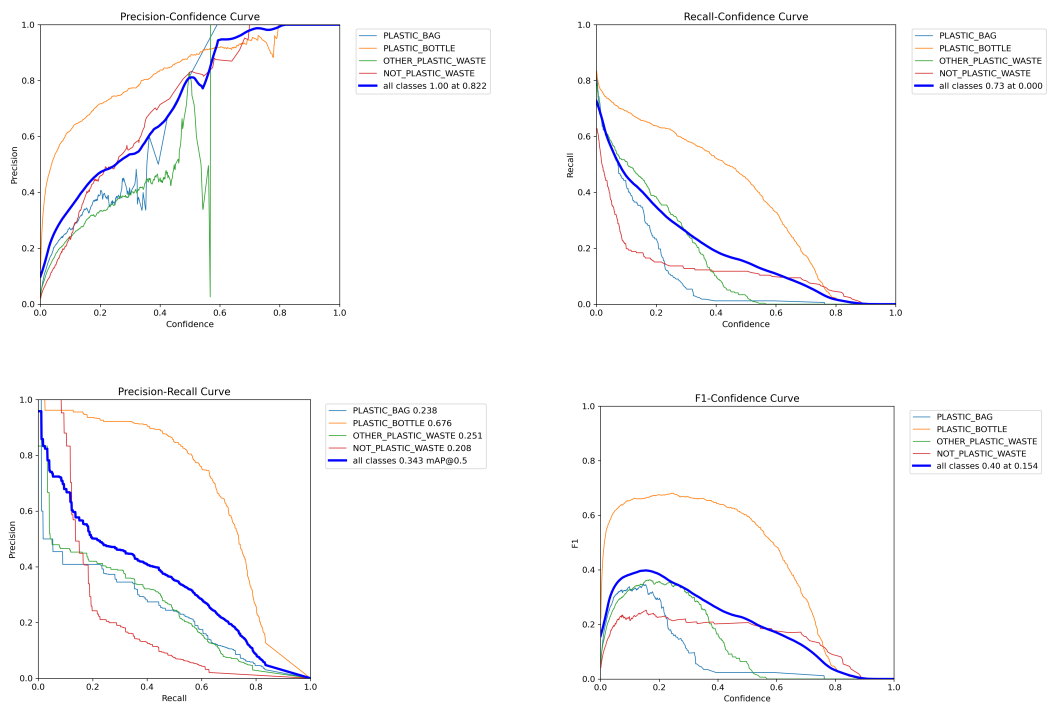 Precision-Confidence Curve
1.0
0.8
0.6
0.4
0.2
0.0
Precision
0.0 0.2 0.4 0.6 0.8 1.0
Confidence
PLASTIC_BAG
PLASTIC_BOTTLE
OTHER_PLASTIC_WASTE
NOT_PLASTIC_WASTE
all classes 1.00 at 0.822
Recall-Confidence Curve
1.0
0.8
0.6
0.4
0.2
0.0
Recall
0.0 0.2 0.4 0.6 0.8 1.0
Confidence
PLASTIC_BAG
PLASTIC_BOTTLE
OTHER_PLASTIC_WASTE
NOT_PLASTIC_WASTE
all classes 0.73 at 0.000
Precision-Recall Curve
1.0
0.8
0.6
0.4
0.2
0.0
Precision
0.0 0.2 0.4 0.6 0.8 1.0
Recall
PLASTIC_BAG 0.238
PLASTIC_BOTTLE 0.676
OTHER_PLASTIC_WASTE 0.251
NOT_PLASTIC_WASTE 0.208
all classes 0.343 mAP@0.5
F1-Confidence Curve
1.0
0.8
0.6
0.4
0.2
0.0
F1
0.0 0.2 0.4 0.6 0.8 1.0
Confidence
PLASTIC_BAG
PLASTIC_BOTTLE
OTHER_PLASTIC_WASTE
NOT_PLASTIC_WASTE
all classes 0.40 at 0.154